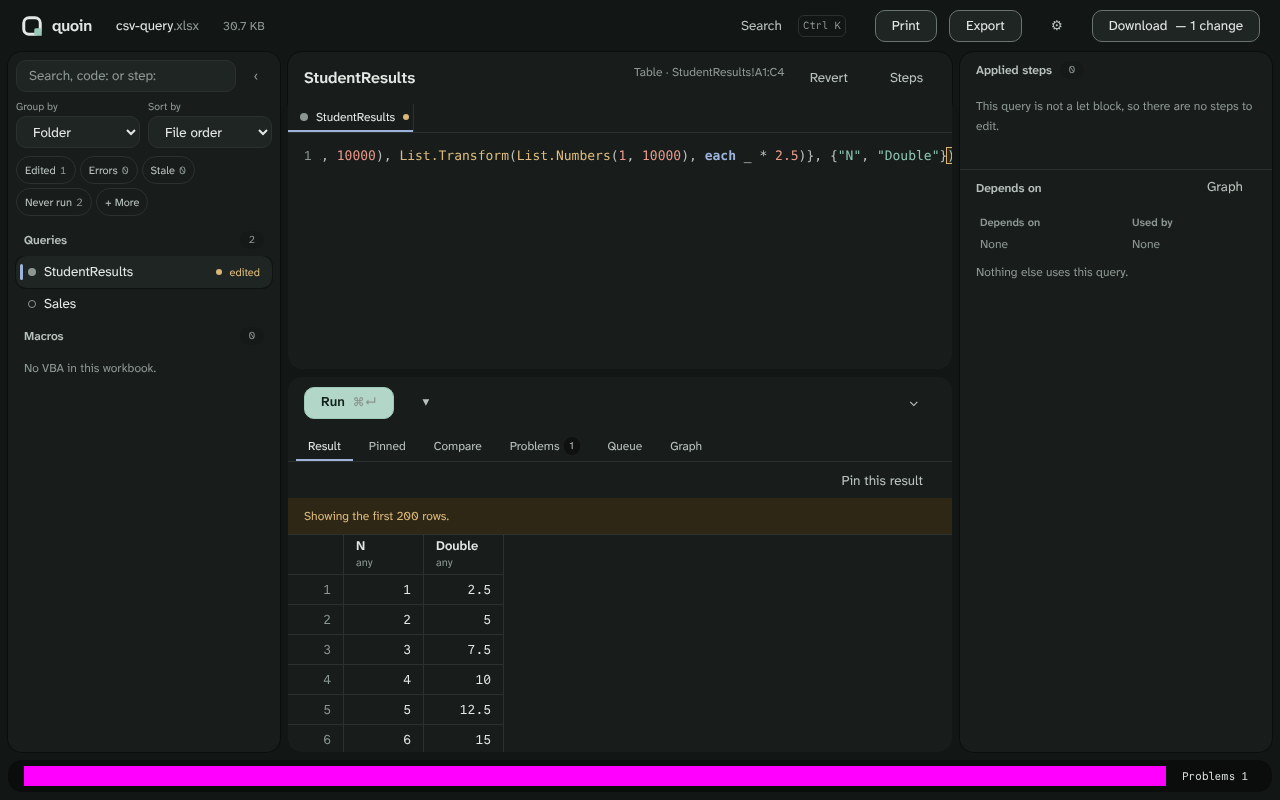 quoin csv-query.xlsx 30.7 KB Search Ctrl K Print Export Download — 1 change
Search, code: or step:
Group by Sort by
Folder File order
Edited 1 Errors 0 Stale 0
Never run 2 + More
Queries 2
StudentResults edited
Sales
Macros 0
No VBA in this workbook.
StudentResults Table · StudentResults!A1:C4 Revert Steps
StudentResults
1 , 10000), List.Transform(List.Numbers(1, 10000), each _ * 2.5)}, {"N", "Double"})
Run ⌘↵
Result Pinned Compare Problems 1 Queue Graph
Pin this result
Showing the first 200 rows.
N Double
any any
1 1 2.5
2 2 5
3 3 7.5
4 4 10
5 5 12.5
6 6 15
Applied steps 0
This query is not a let block, so there are no steps to
edit.
Depends on Graph
Depends on Used by
None None
Nothing else uses this query.
Problems 1